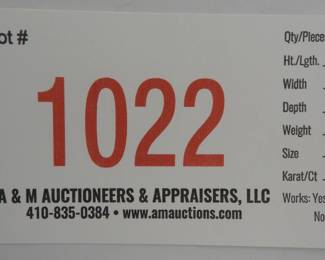 ot #
1022
A & M AUCTIONEERS & APPRAISERS, LLC
410-835-0384 • www.amauctions.com
Qty/Piece
Ht./Lgth.
Width
Depth
Weight
Size
Karat/Ct
Works: Yes
No